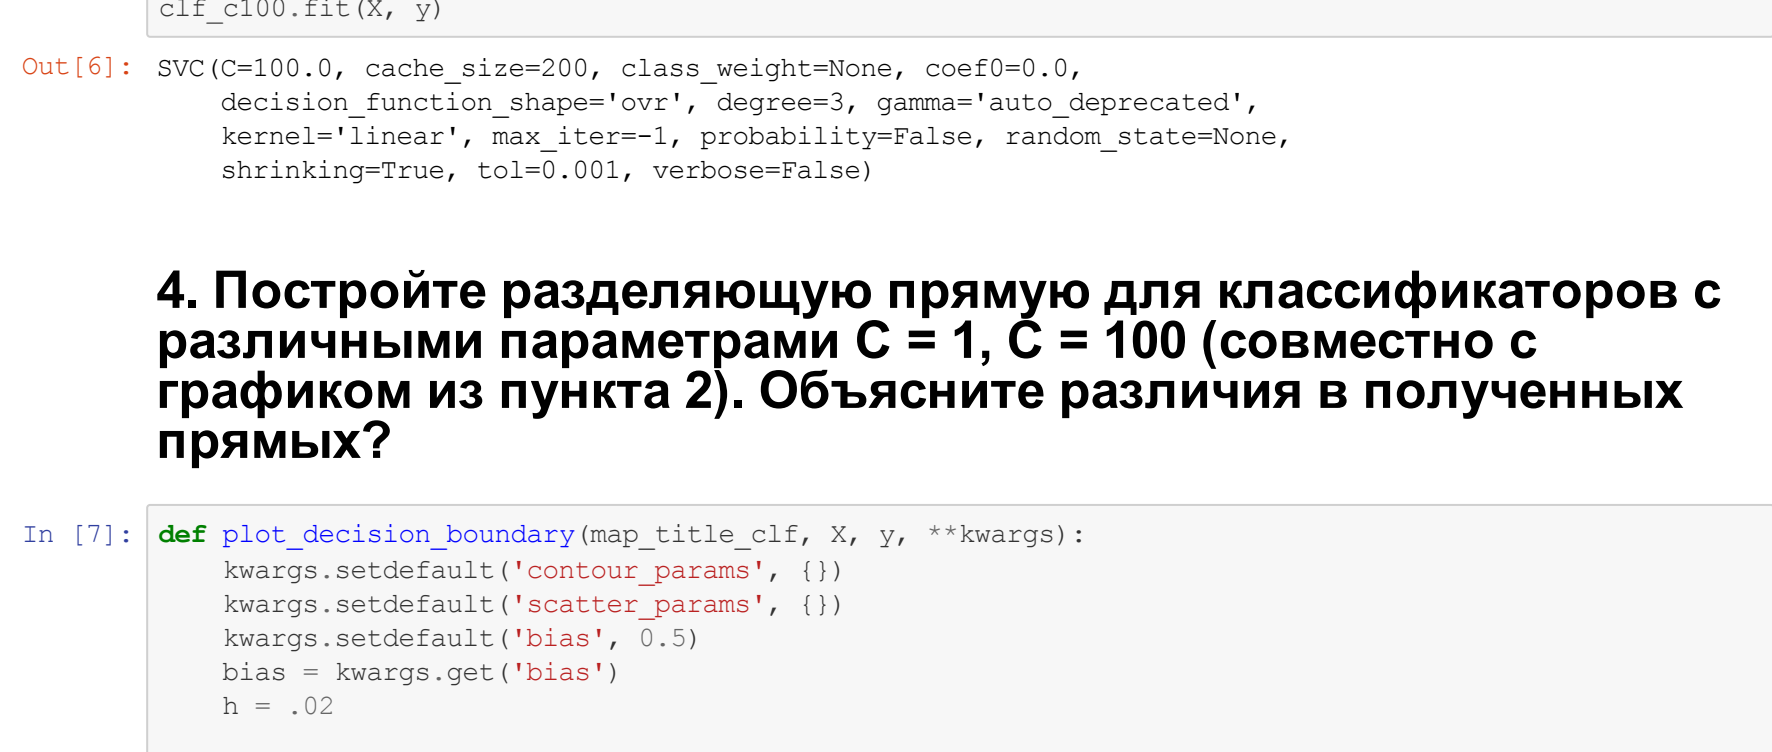 clf_c100.fit(X, y)
Out[6]: SVC(C=100.0, cache_size=200, class_weight=None, coef0=0.0,
decision_function_shape='ovr', degree=3, gamma='auto_deprecated',
kernel='linear', max_iter=-1, probability=False, random_state=None,
shrinking=True, tol=0.001, verbose=False)
4. Постройте разделяющую прямую для классификаторов с
различными параметрами C = 1, C = 100 (совместно с
графиком из пункта 2). Объясните различия в полученных
прямых?
In [7]: def plot_decision_boundary(map_title_clf, X, y, **kwargs):
kwargs.setdefault('contour_params', {})
kwargs.setdefault('scatter_params', {})
kwargs.setdefault('bias', 0.5)
bias = kwargs.get('bias')
h = .02